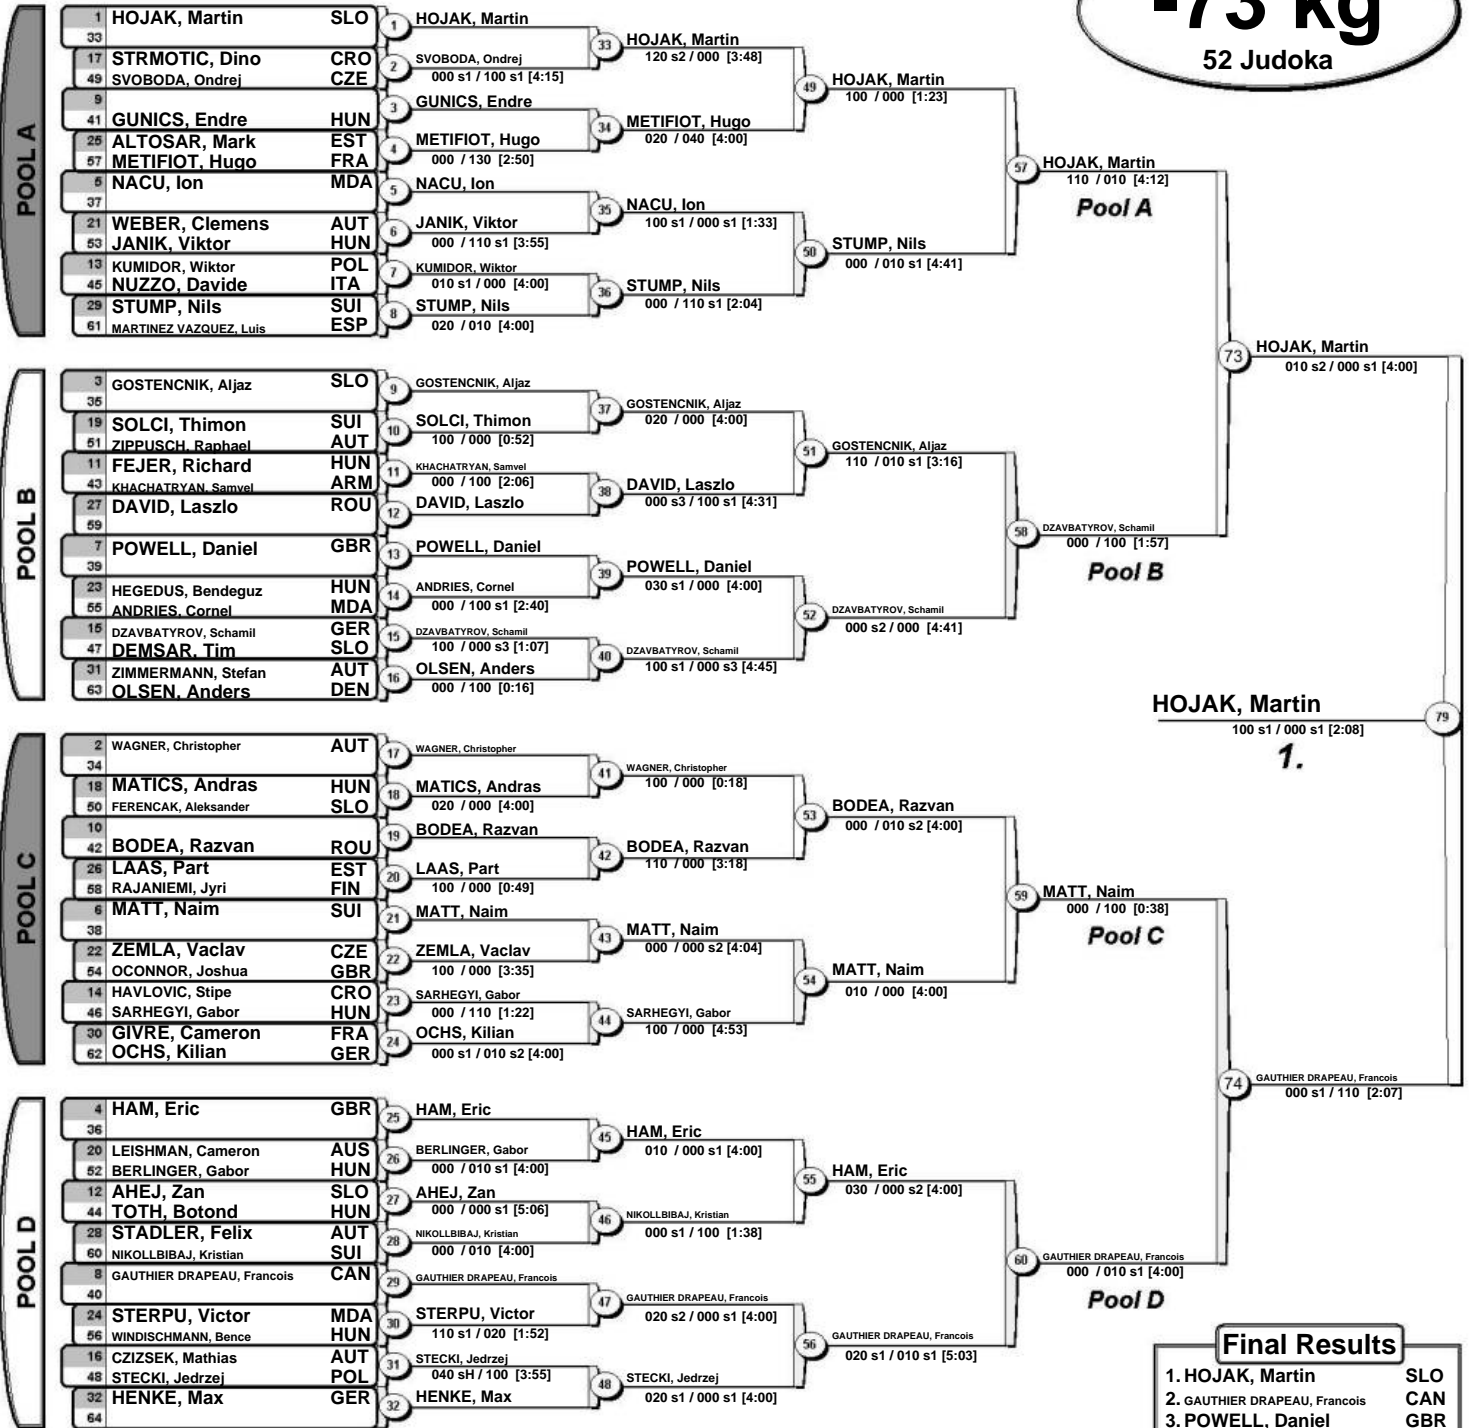 -73 kg
52 Judoka
POOL A
1 HOJAK, Martin SLO
33
17 STRMOTIC, Dino CRO
49 SVOBODA, Ondrej CZE
9
41 GUNICS, Endre HUN
25 ALTOSAR, Mark EST
57 METIFIOT, Hugo FRA
5 NACU, Ion MDA
37
21 WEBER, Clemens AUT
53 JANIK, Viktor HUN
13 KUMIDOR, Wiktor POL
45 NUZZO, Davide ITA
29 STUMP, Nils SUI
61 MARTINEZ VAZQUEZ, Luis ESP
1 HOJAK, Martin
2 SVOBODA, Ondrej
000 s1 / 100 s1 [4:15]
3 GUNICS, Endre
4 METIFIOT, Hugo
000 / 130 [2:50]
5 NACU, Ion
6 JANIK, Viktor
000 / 110 s1 [3:55]
7 KUMIDOR, Wiktor
010 s1 / 000 [4:00]
8 STUMP, Nils
020 / 010 [4:00]
33 HOJAK, Martin
120 s2 / 000 [3:48]
34 METIFIOT, Hugo
020 / 040 [4:00]
35 NACU, Ion
100 s1 / 000 s1 [1:33]
36 STUMP, Nils
000 / 110 s1 [2:04]
49 HOJAK, Martin
100 / 000 [1:23]
50 STUMP, Nils
000 / 010 s1 [4:41]
57 HOJAK, Martin
110 / 010 [4:12]
Pool A
POOL B
3 GOSTENCNIK, Aljaz SLO
35
19 SOLCI, Thimon SUI
51 ZIPPUSCH, Raphael AUT
11 FEJER, Richard HUN
43 KHACHATRYAN, Samvel ARM
27 DAVID, Laszlo ROU
59
7 POWELL, Daniel GBR
39
23 HEGEDUS, Bendeguz HUN
55 ANDRIES, Cornel MDA
15 DZAVBATYROV, Schamil GER
47 DEMSAR, Tim SLO
31 ZIMMERMANN, Stefan AUT
63 OLSEN, Anders DEN
9 GOSTENCNIK, Aljaz
10 SOLCI, Thimon
100 / 000 [0:52]
11 KHACHATRYAN, Samvel
000 / 100 [2:06]
12 DAVID, Laszlo
13 POWELL, Daniel
14 ANDRIES, Cornel
000 / 100 s1 [2:40]
15 DZAVBATYROV, Schamil
100 / 000 s3 [1:07]
16 OLSEN, Anders
000 / 100 [0:16]
37 GOSTENCNIK, Aljaz
020 / 000 [4:00]
38 DAVID, Laszlo
000 s3 / 100 s1 [4:31]
39 POWELL, Daniel
030 s1 / 000 [4:00]
40 DZAVBATYROV, Schamil
100 s1 / 000 s3 [4:45]
51 GOSTENCNIK, Aljaz
110 / 010 s1 [3:16]
52 DZAVBATYROV, Schamil
000 s2 / 000 [4:41]
58 DZAVBATYROV, Schamil
000 / 100 [1:57]
Pool B
73 HOJAK, Martin
010 s2 / 000 s1 [4:00]
POOL C
2 WAGNER, Christopher AUT
34
18 MATICS, Andras HUN
50 FERENCAK, Aleksander SLO
10
42 BODEA, Razvan ROU
26 LAAS, Part EST
58 RAJANIEMI, Jyri FIN
6 MATT, Naim SUI
38
22 ZEMLA, Vaclav CZE
54 OCONNOR, Joshua GBR
14 HAVLOVIC, Stipe CRO
46 SARHEGYI, Gabor HUN
30 GIVRE, Cameron FRA
62 OCHS, Kilian GER
17 WAGNER, Christopher
18 MATICS, Andras
020 / 000 [4:00]
19 BODEA, Razvan
20 LAAS, Part
100 / 000 [0:49]
21 MATT, Naim
22 ZEMLA, Vaclav
100 / 000 [3:35]
23 SARHEGYI, Gabor
000 / 110 [1:22]
24 OCHS, Kilian
000 s1 / 010 s2 [4:00]
41 WAGNER, Christopher
100 / 000 [0:18]
42 BODEA, Razvan
110 / 000 [3:18]
43 MATT, Naim
000 / 000 s2 [4:04]
44 SARHEGYI, Gabor
100 / 000 [4:53]
53 BODEA, Razvan
000 / 010 s2 [4:00]
54 MATT, Naim
010 / 000 [4:00]
59 MATT, Naim
000 / 100 [0:38]
Pool C
HOJAK, Martin 79
100 s1 / 000 s1 [2:08]
1.
POOL D
4 HAM, Eric GBR
36
20 LEISHMAN, Cameron AUS
52 BERLINGER, Gabor HUN
12 AHEJ, Zan SLO
44 TOTH, Botond HUN
28 STADLER, Felix AUT
60 NIKOLLBIBAJ, Kristian SUI
8 GAUTHIER DRAPEAU, Francois CAN
40
24 STERPU, Victor MDA
56 WINDISCHMANN, Bence HUN
16 CZIZSEK, Mathias AUT
48 STECKI, Jedrzej POL
32 HENKE, Max GER
64
25 HAM, Eric
26 BERLINGER, Gabor
000 / 010 s1 [4:00]
27 AHEJ, Zan
000 / 000 s1 [5:06]
28 NIKOLLBIBAJ, Kristian
000 / 010 [4:00]
29 GAUTHIER DRAPEAU, Francois
30 STERPU, Victor
110 s1 / 020 [1:52]
31 STECKI, Jedrzej
040 sH / 100 [3:55]
32 HENKE, Max
45 HAM, Eric
010 / 000 s1 [4:00]
46 NIKOLLBIBAJ, Kristian
000 s1 / 100 [1:38]
47 GAUTHIER DRAPEAU, Francois
020 s2 / 000 s1 [4:00]
48 STECKI, Jedrzej
020 s1 / 000 s1 [4:00]
55 HAM, Eric
030 / 000 s2 [4:00]
56 GAUTHIER DRAPEAU, Francois
020 s1 / 010 s1 [5:03]
60 GAUTHIER DRAPEAU, Francois
000 / 010 s1 [4:00]
Pool D
74 GAUTHIER DRAPEAU, Francois
000 s1 / 110 [2:07]
Final Results
1. HOJAK, Martin SLO
2. GAUTHIER DRAPEAU, Francois CAN
3. POWELL, Daniel GBR